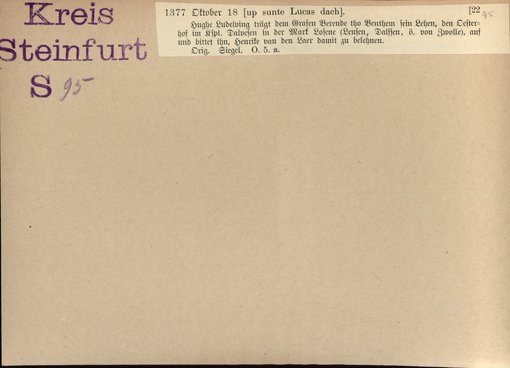 Kreis
Steinfurt
S 95
1377 Oktober 18 [up sunte Lucas dach]. [22
95
Hughe Ludelving trägt dem Grafen Berende tho Benthem sein Lehen, den Oester-
hof im Kspl. Dalvesen in der Mark Lozene (Leusen, Dalfsen, ö. von Zwolle), auf
und bittet ihn, Henrike van den Laer damit zu belehnen.
Orig. Siegel. O. 5. a.